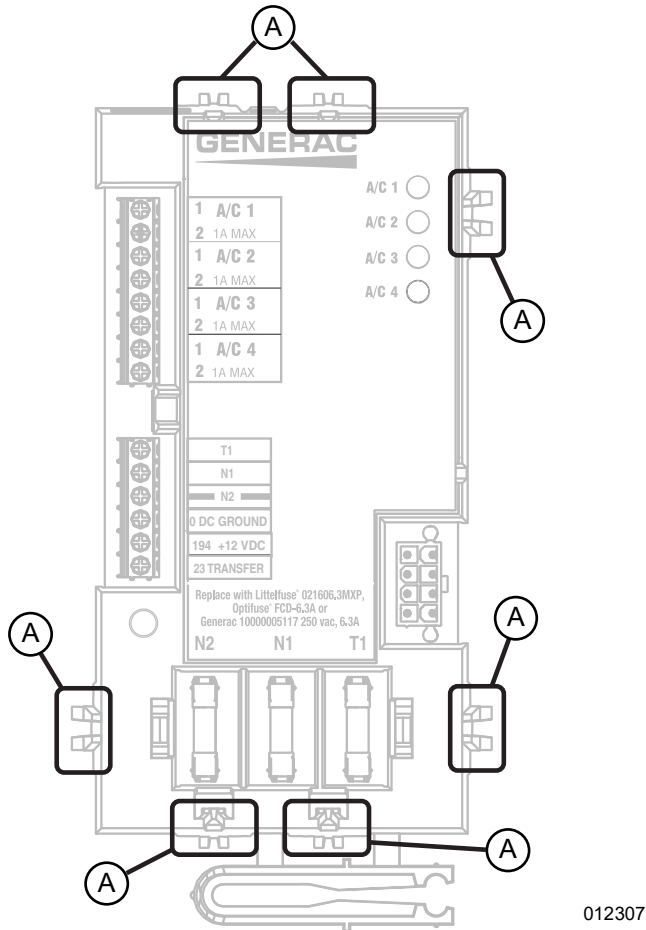 A
GENERAC
A/C 1
A/C 2
A/C 3
A/C 4
A
1 A/C 1
2 1A MAX
1 A/C 2
2 1A MAX
1 A/C 3
2 1A MAX
1 A/C 4
2 1A MAX
T1
N1
N2
0 DC GROUND
194 +12 VDC
23 TRANSFER
Replace with Littelfuse® 021606.3MXP,
Optifuse® FCD-6.3A or
Generac 10000005117 250 vac, 6.3A
N2 N1 T1
A
A
A
A
012307